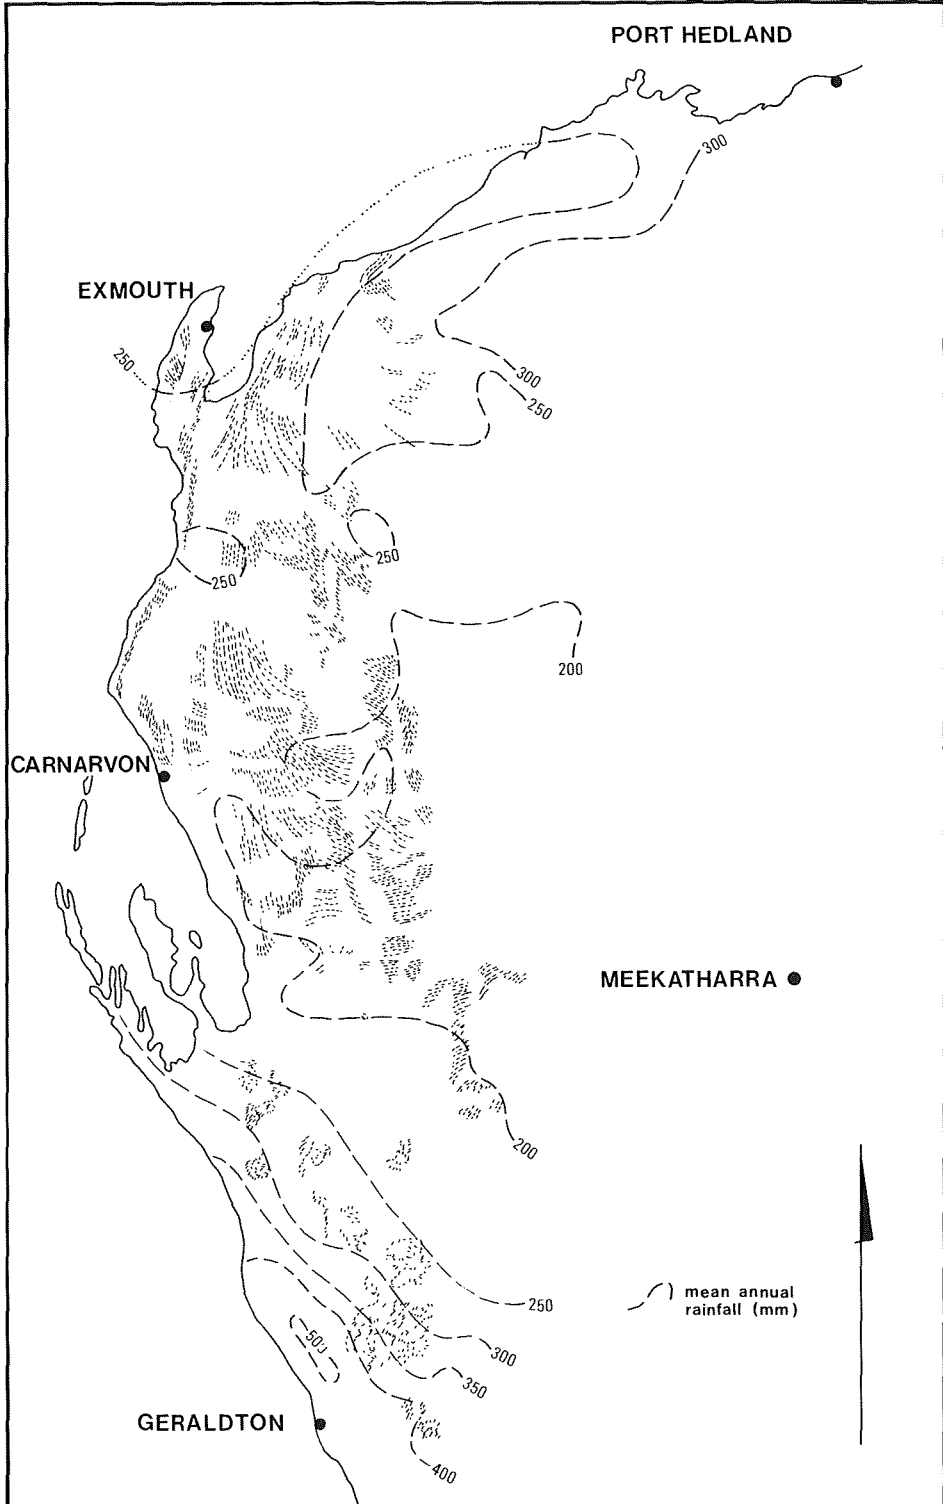 PORT HEDLAND
300
EXMOUTH
250
300
250
250
250
200
CARNARVON
MEEKATHARRA
200
250
mean annual
rainfall (mm)
500
300
350
GERALDTON
400